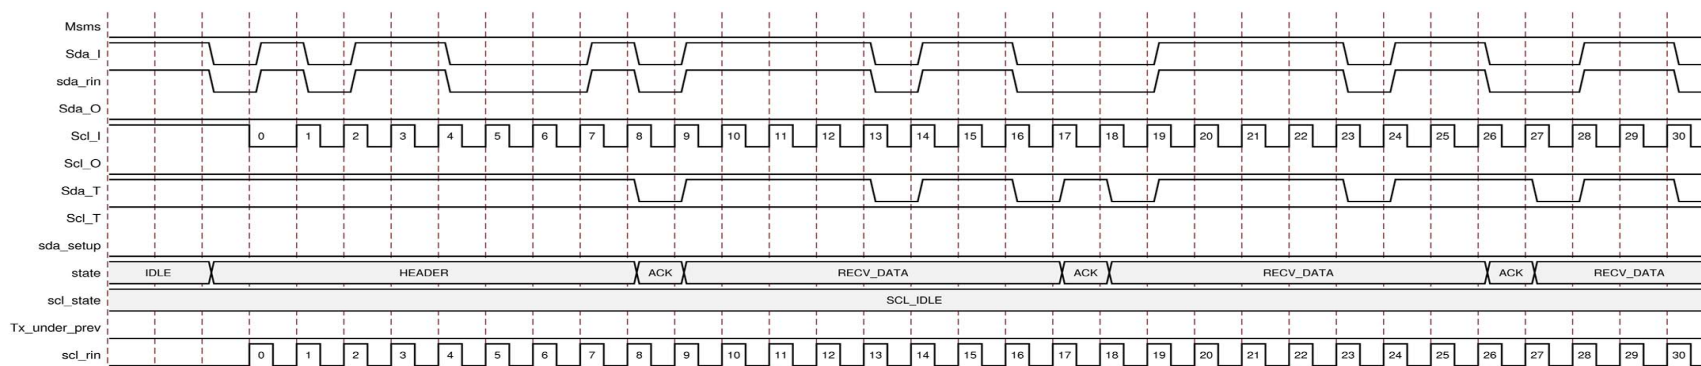 Msms
Sda_I
sda_rin
Sda_O
Scl_I 0 1 2 3 4 5 6 7 8 9 10 11 12 13 14 15 16 17 18 19 20 21 22 23 24 25 26 27 28 29 30
Scl_O
Sda_T
Scl_T
sda_setup
state IDLE HEADER ACK RECV_DATA ACK RECV_DATA ACK RECV_DATA
scl_state SCL_IDLE
Tx_under_prev
scl_rin 0 1 2 3 4 5 6 7 8 9 10 11 12 13 14 15 16 17 18 19 20 21 22 23 24 25 26 27 28 29 30